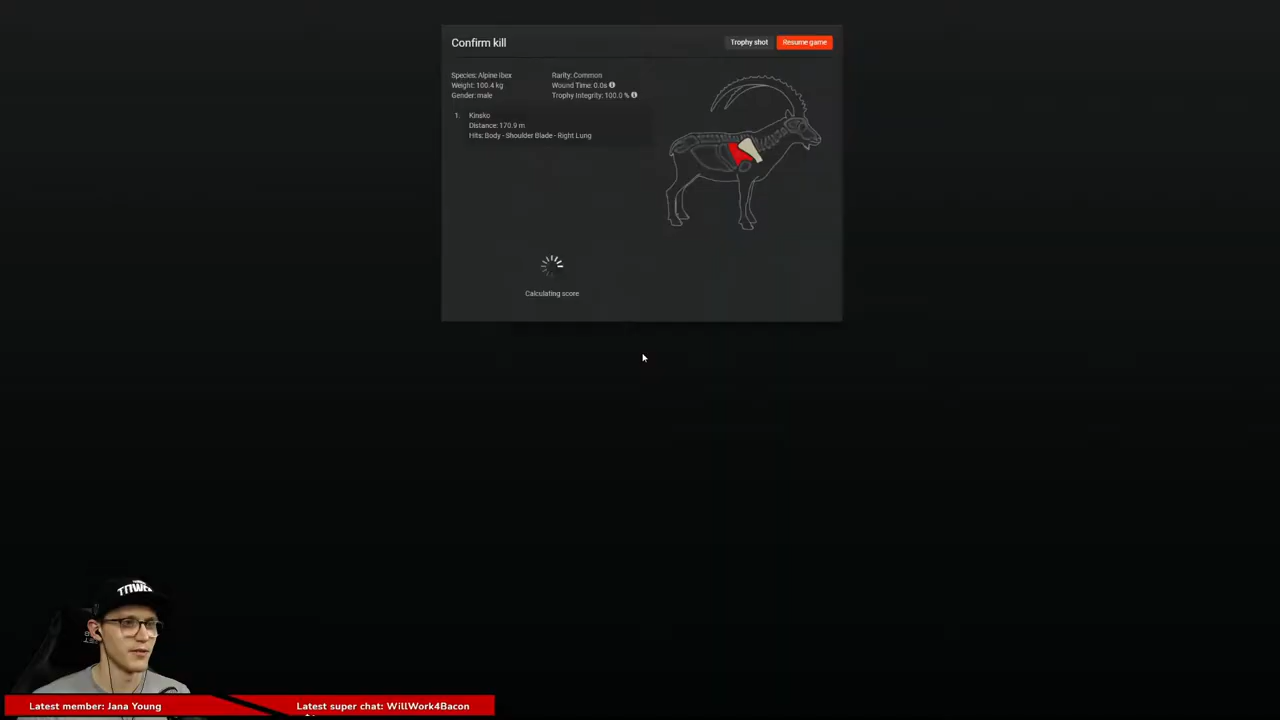 Confirm kill
Trophy shot
Resume game
Species: Alpine ibex
Rarity: Common
Weight: 100.4 kg
Wound Time: 0.0s
Gender: male
Trophy Integrity: 100.0 %
1. Kinsko
Distance: 170.9 m
Hits: Body - Shoulder Blade - Right Lung
Calculating score
Latest member: Jana Young
Latest super chat: WillWork4Bacon